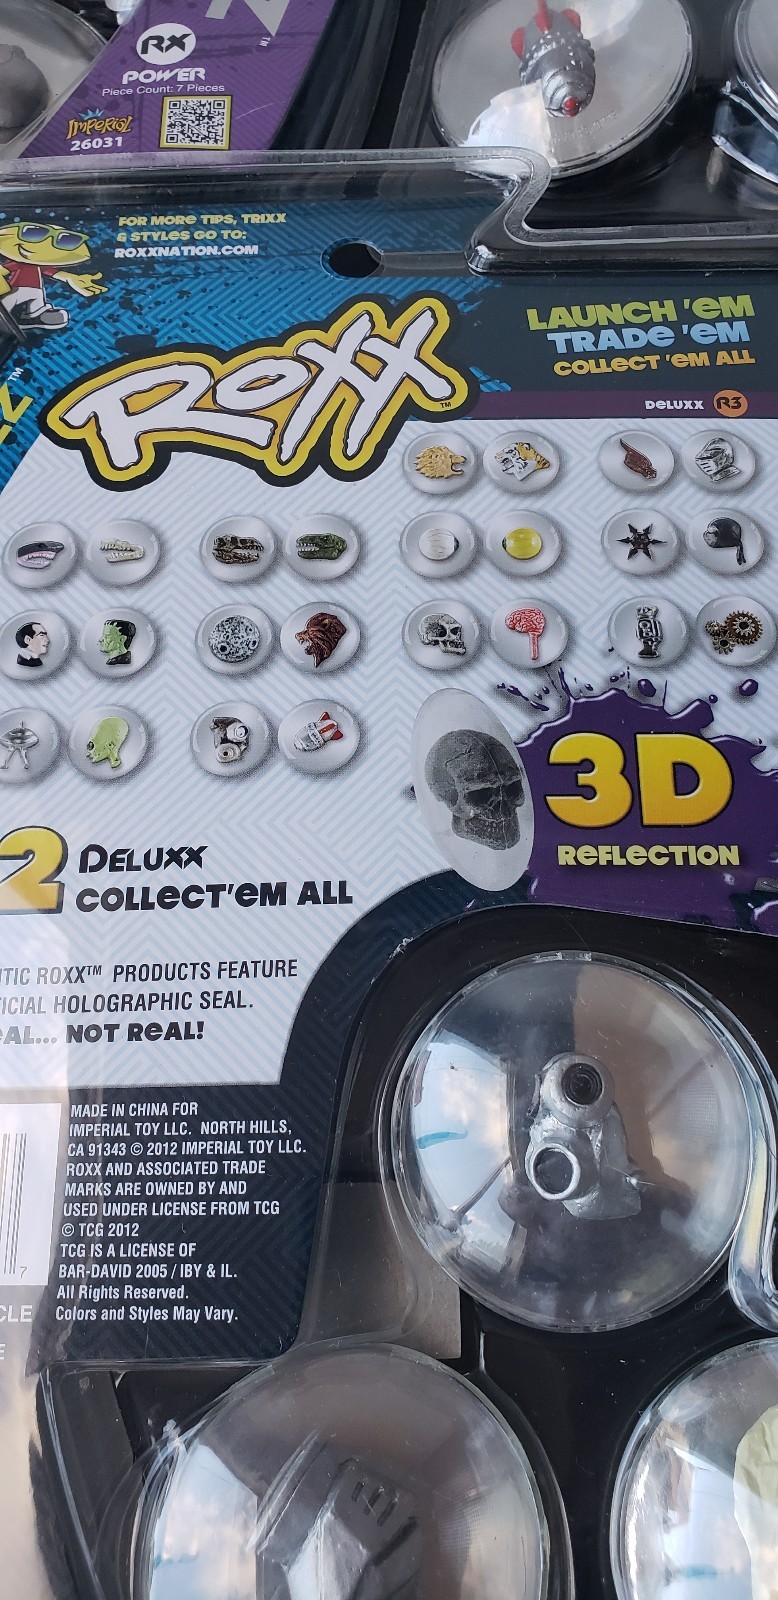 RX
POWER
Piece Count: 7 Pieces
IMPERIAL
26031
TM
FOR MORE TIPS, TRIXX
& STYLES GO TO:
ROXXNATION.COM
ROXX
TM
LAUNCH 'EM
TRADE 'EM
COLLECT 'EM ALL
DELUXX R3
TM
3D
REFLECTION
2 DELUXX
COLLECT'EM ALL
ROXX™ PRODUCTS FEATURE
HOLOGRAPHIC SEAL.
NOT REAL!
MADE IN CHINA FOR
IMPERIAL TOY LLC. NORTH HILLS,
CA 91343 © 2012 IMPERIAL TOY LLC.
ROXX AND ASSOCIATED TRADE
MARKS ARE OWNED BY AND
USED UNDER LICENSE FROM TCG
© TCG 2012
TCG IS A LICENSE OF
BAR-DAVID 2005 / IBY & IL.
All Rights Reserved.
Colors and Styles May Vary.
7